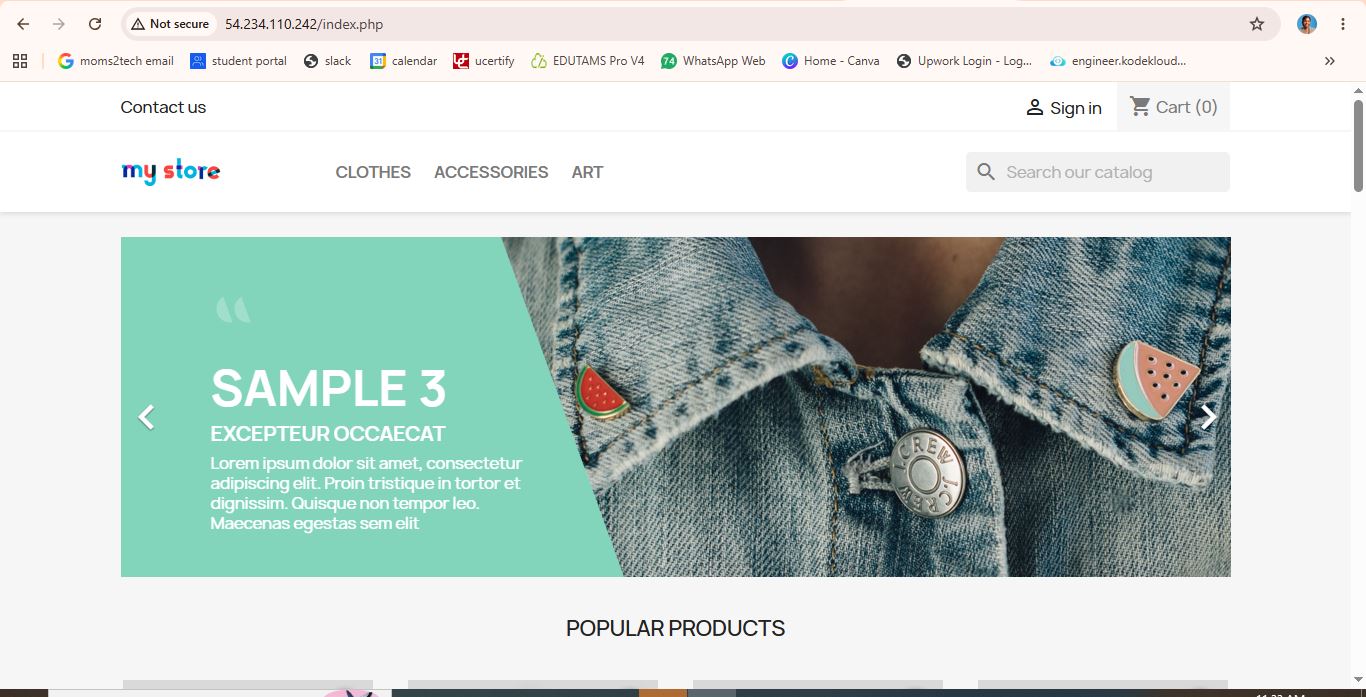 Not secure
54.234.110.242/index.php
moms2tech email
student portal
slack
calendar
ucertify
EDUTAMS Pro V4
WhatsApp Web
Home - Canva
Upwork Login - Log...
engineer.kodekloud...
Contact us
Sign in
Cart (0)
my store
CLOTHES
ACCESSORIES
ART
Search our catalog
SAMPLE 3
EXCEPTEUR OCCAECAT
Lorem ipsum dolor sit amet, consectetur
adipiscing elit. Proin tristique in tortor et
dignissim. Quisque non tempor leo.
Maecenas egestas sem elit
J.CREW J.CREW
POPULAR PRODUCTS